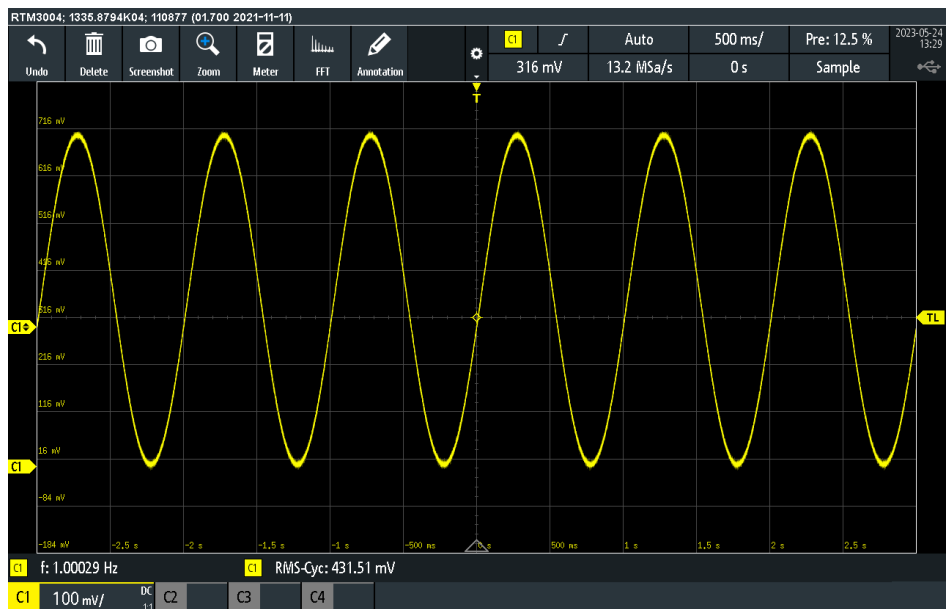 RTM3004; 1335.8794K04; 110877 (01.700 2021-11-11)
Undo Delete Screenshot Zoom Meter FFT Annotation
C1 Auto 500 ms/ Pre: 12.5 % 2023-05-24
13:29
316 mV 13.2 MSa/s 0 s Sample
T
716 mV
616 mV
516 mV
416 mV
316 mV
C1 TL
216 mV
116 mV
16 mV
C1
-84 mV
-184 mV -2.5 s -2 s -1.5 s -1 s -500 ms 0 s 500 ms 1 s 1.5 s 2 s 2.5 s
C1 f: 1.00029 Hz C1 RMS-Cyc: 431.51 mV
C1 100 mV/ DC 1:1 C2 C3 C4